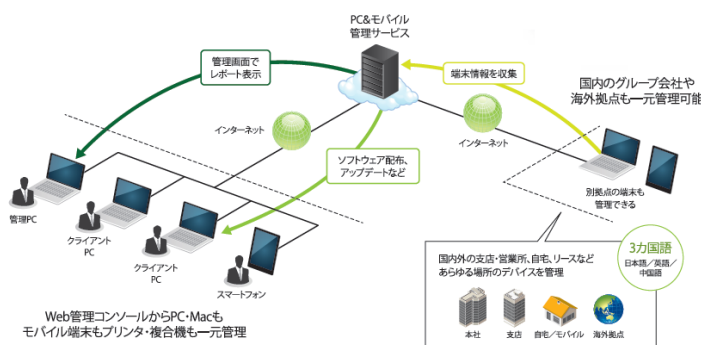 PC&モバイル
管理サービス
管理画面で
レポート表示
端末情報を収集
国内のグループ会社や
海外拠点も一元管理可能
インターネット
インターネット
ソフトウェア配布、
アップデートなど
別拠点の端末も
管理できる
管理PC
クライアント
PC
クライアント
PC
スマートフォン
国内外の支店・営業所、自宅、リースなど
あらゆる場所のデバイスを管理
3カ国語
日本語/英語/
中国語
本社
支店
自宅/モバイル
海外拠点
Web管理コンソールからPC・Macも
モバイル端末もプリンタ・複合機も一元管理